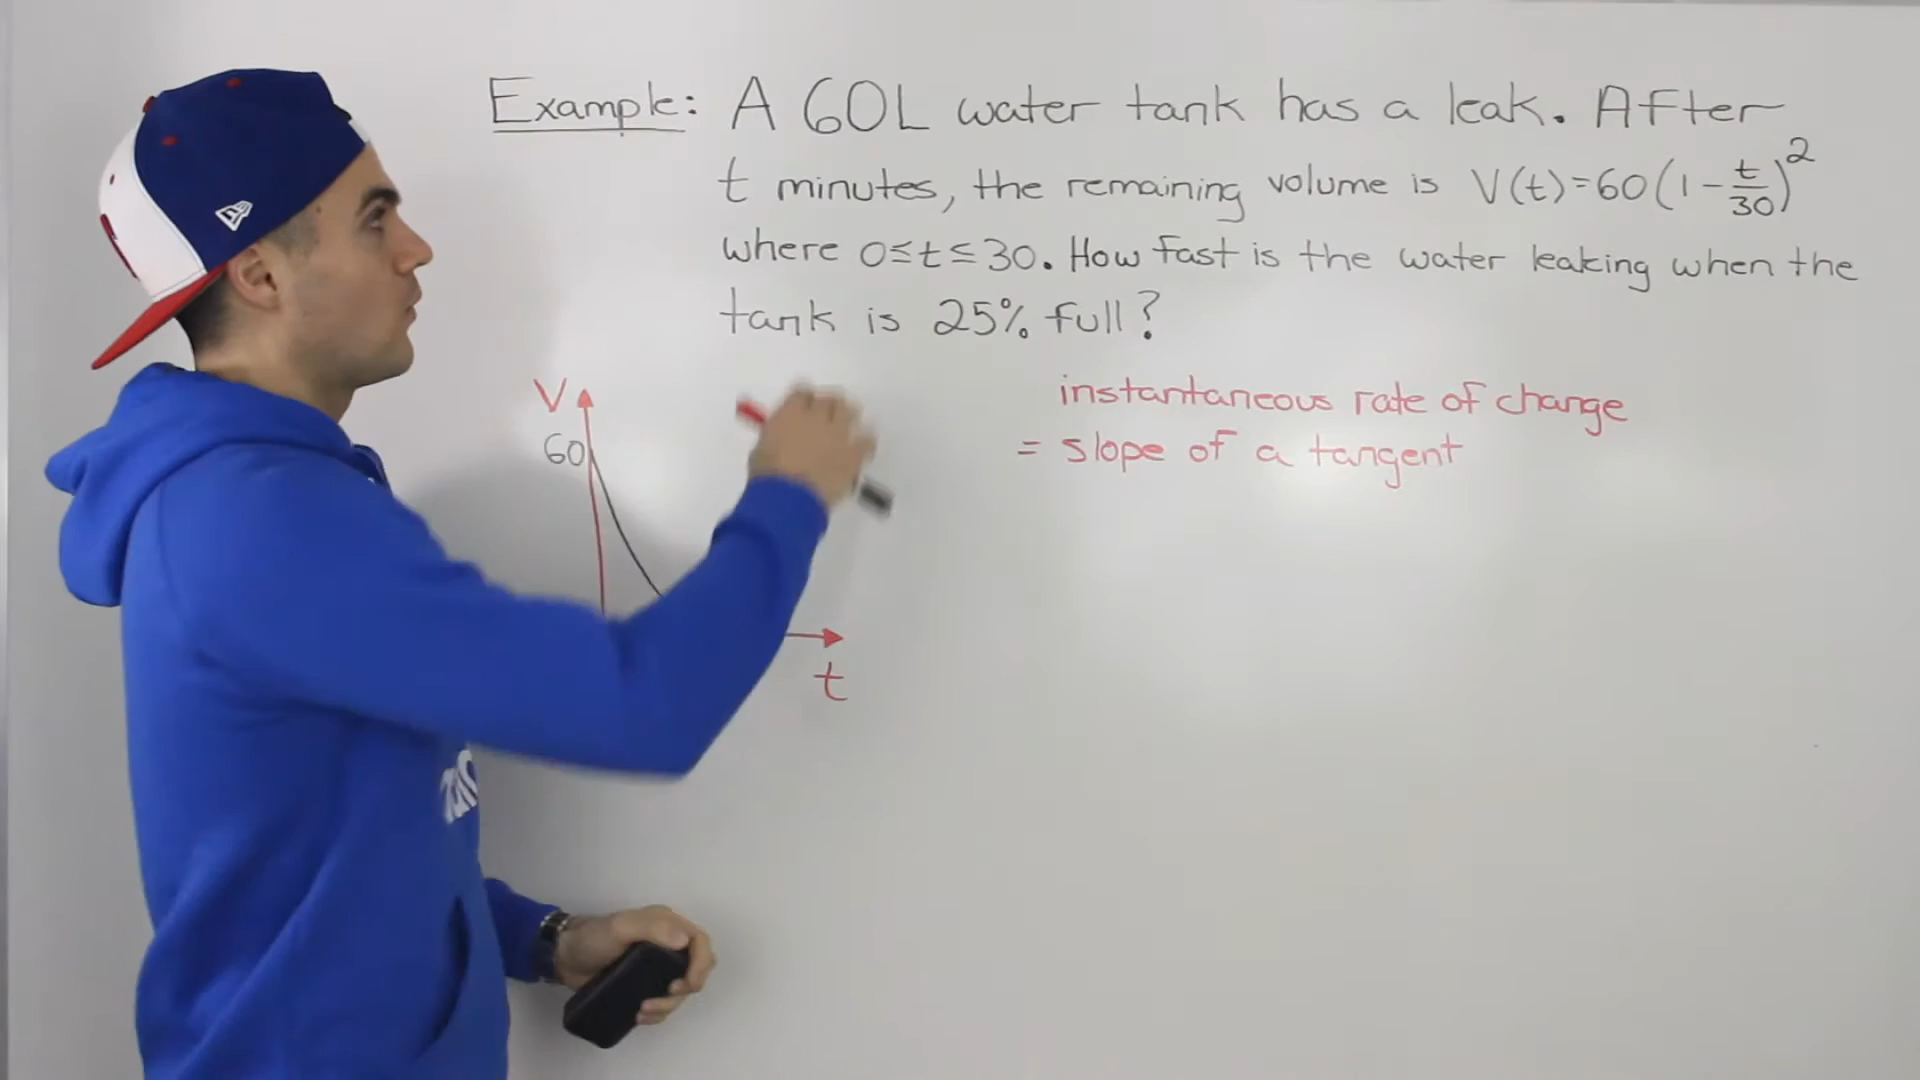 Example: A 60L water tank has a leak. After
t minutes, the remaining volume is V(t)=60(1-t/30)²
where 0≤t≤30. How fast is the water leaking when the
tank is 25% full?
instantaneous rate of change
= slope of a tangent
V
60
t